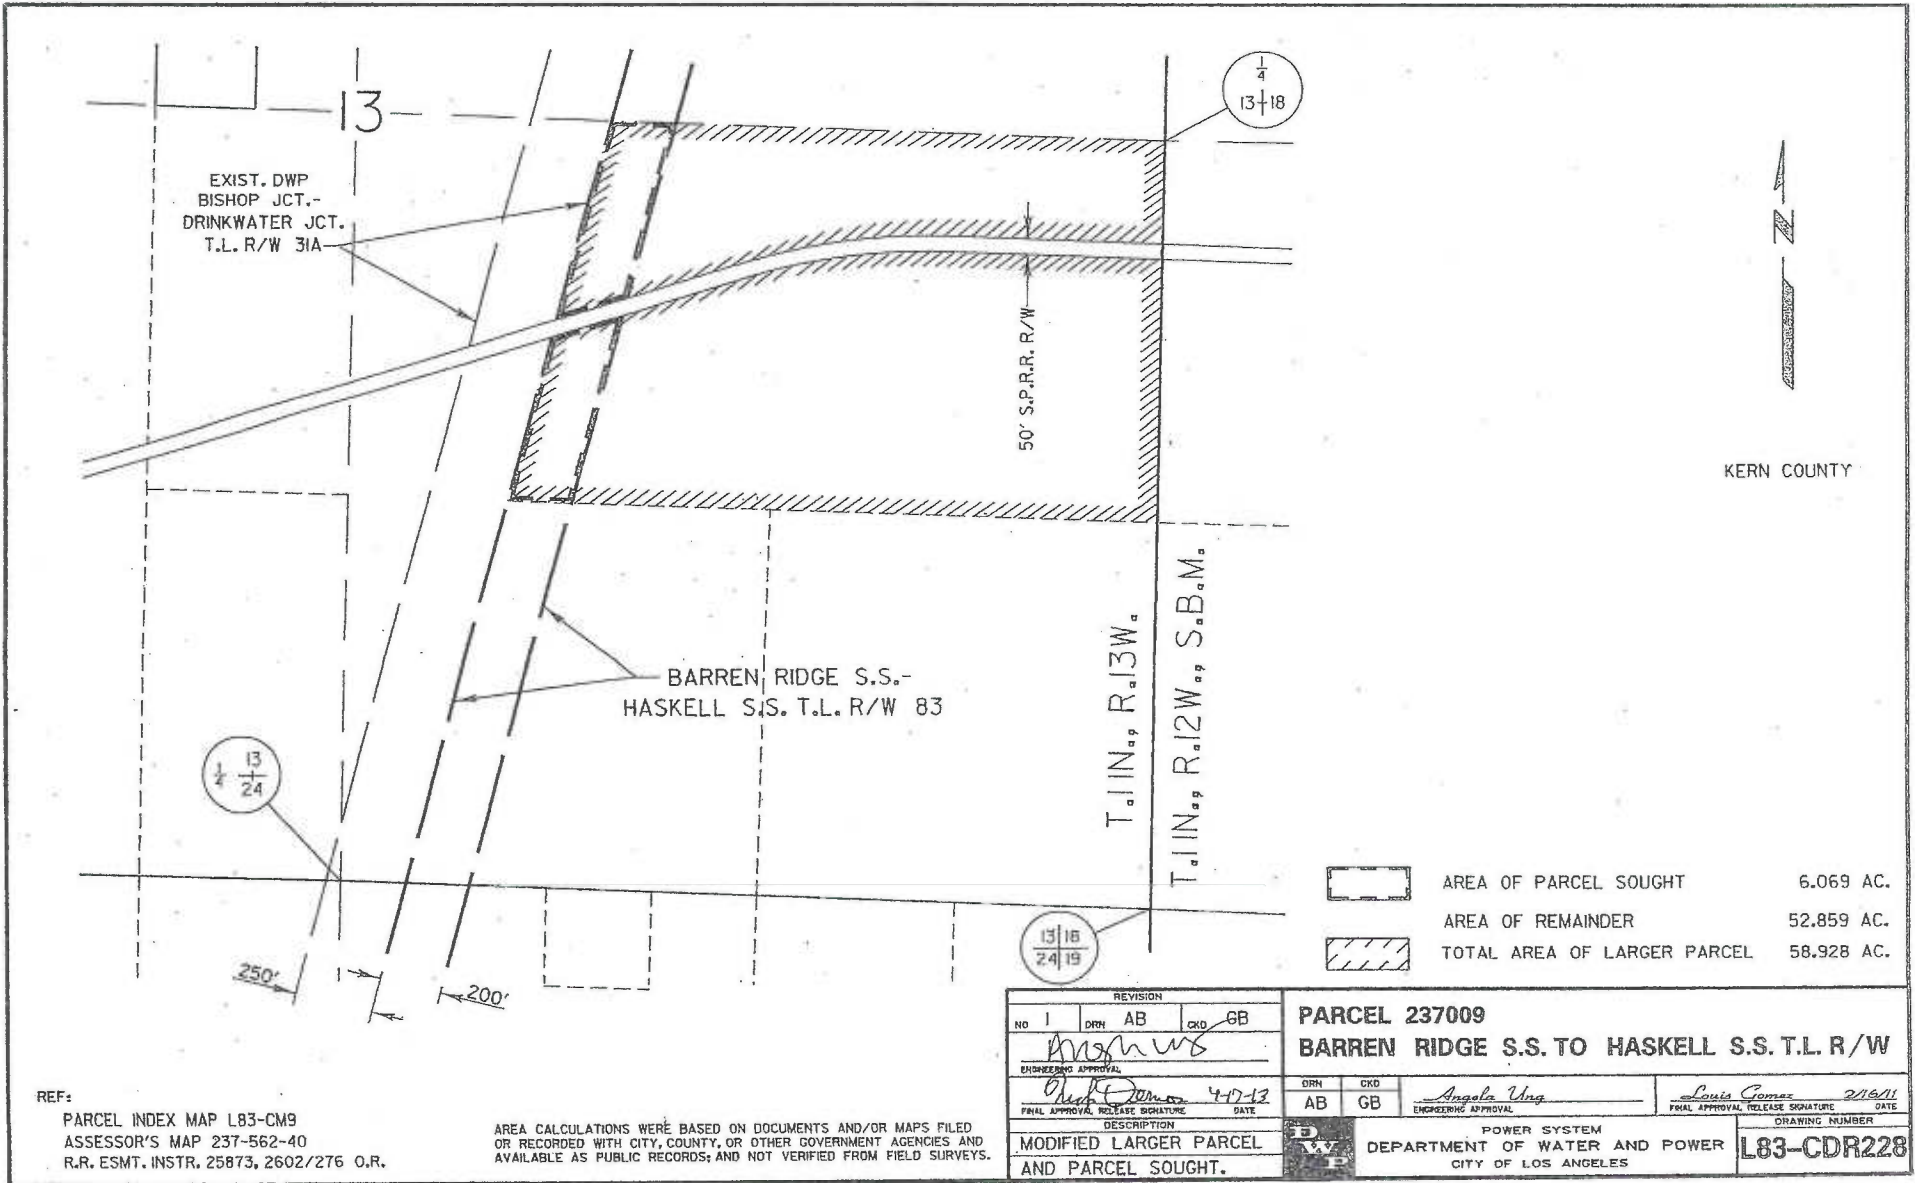 13
1/4
13 18
EXIST. DWP
BISHOP JCT.-
DRINKWATER JCT.
T.L. R/W 31A
N
50' S.P.R.R. R/W
KERN COUNTY
T.11N., R.13W.
T.11N., R.12W., S.B.M.
BARREN RIDGE S.S.-
HASKELL S.S. T.L. R/W 83
1/4 13
24
13 18
24 19
250'
200'
AREA OF PARCEL SOUGHT 6.069 AC.
AREA OF REMAINDER 52.859 AC.
TOTAL AREA OF LARGER PARCEL 58.928 AC.
REVISION
NO 1 DRN AB CKD GB
ENGINEERING APPROVAL
4-17-13
FINAL APPROVAL RELEASE SIGNATURE DATE
DESCRIPTION
MODIFIED LARGER PARCEL
AND PARCEL SOUGHT.
PARCEL 237009
BARREN RIDGE S.S. TO HASKELL S.S. T.L. R/W
DRN CKD
AB GB
Angela Ung
ENGINEERING APPROVAL
Louis Gomez 2/16/11
FINAL APPROVAL RELEASE SIGNATURE DATE
DWP
POWER SYSTEM
DEPARTMENT OF WATER AND POWER
CITY OF LOS ANGELES
DRAWING NUMBER
L83-CDR228
REF:
PARCEL INDEX MAP L83-CM9
ASSESSOR'S MAP 237-562-40
R.R. ESMT. INSTR. 25873, 2602/276 O.R.
AREA CALCULATIONS WERE BASED ON DOCUMENTS AND/OR MAPS FILED
OR RECORDED WITH CITY, COUNTY, OR OTHER GOVERNMENT AGENCIES AND
AVAILABLE AS PUBLIC RECORDS; AND NOT VERIFIED FROM FIELD SURVEYS.